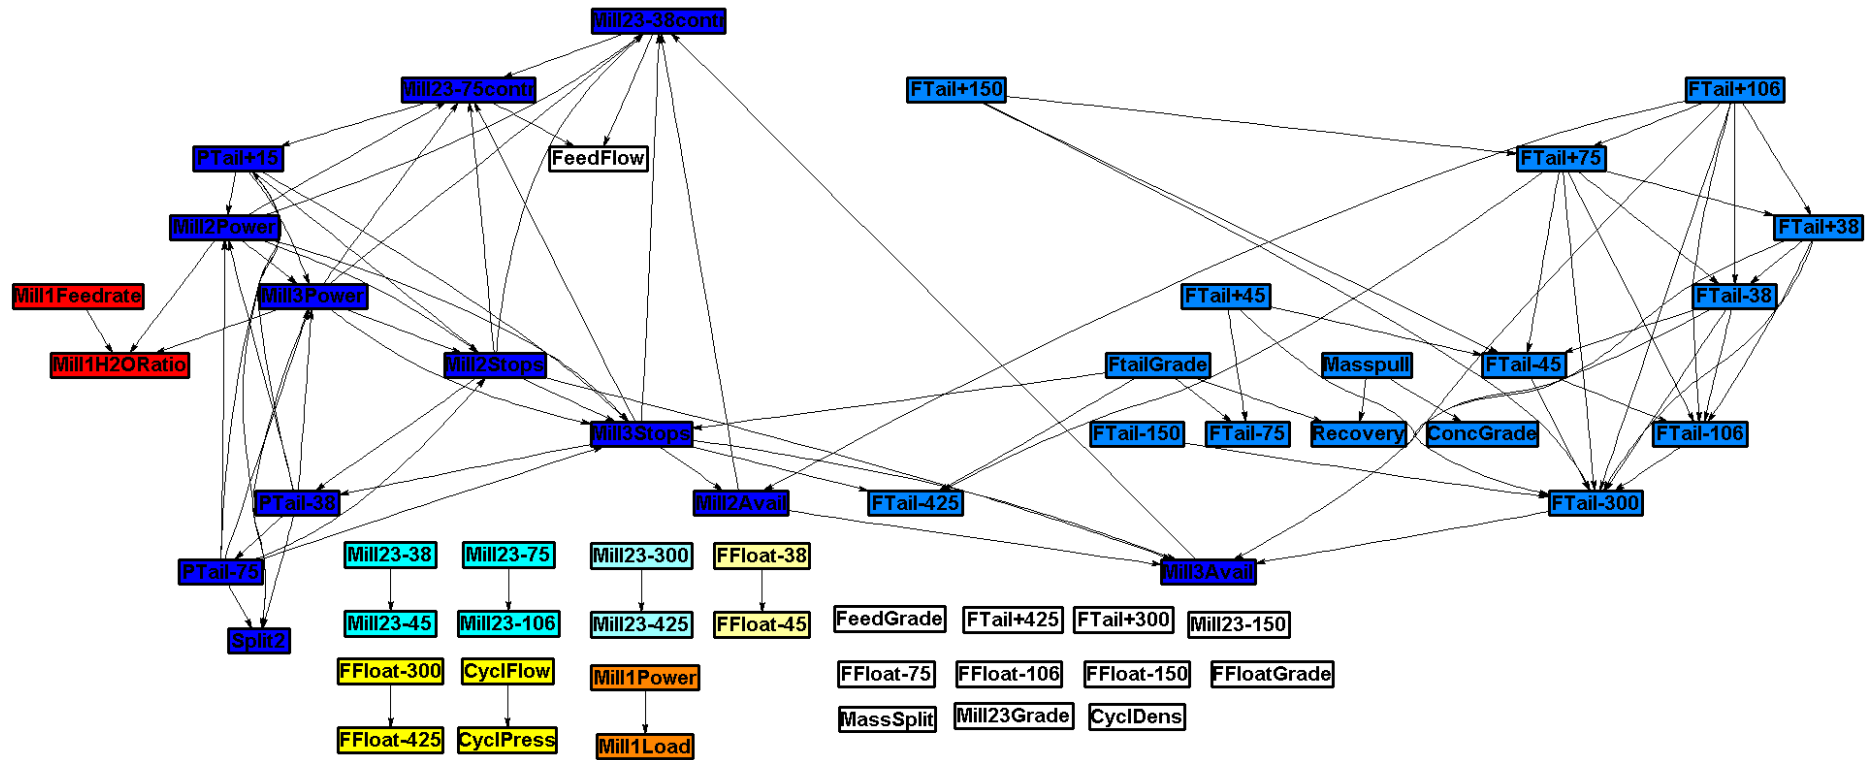 Mill23-38contr
Mill23-75contr
FTail+150
FTail+106
PTail+15
FeedFlow
FTail+75
Mill2Power
FTail+38
Mill1Feedrate
Mill3Power
FTail+45
FTail-38
Mill1H2ORatio
Mill2Stops
FtailGrade
Masspull
FTail-45
Mill3Stops
FTail-150
FTail-75
Recovery
ConcGrade
FTail-106
PTail-38
Mill2Avail
FTail-425
FTail-300
PTail-75
Mill23-38
Mill23-75
Mill23-300
FFloat-38
Mill3Avail
Split2
Mill23-45
Mill23-106
Mill23-425
FFloat-45
FeedGrade
FTail+425
FTail+300
Mill23-150
FFloat-300
CyclFlow
Mill1Power
FFloat-75
FFloat-106
FFloat-150
FFloatGrade
FFloat-425
CyclPress
Mill1Load
MassSplit
Mill23Grade
CyclDens